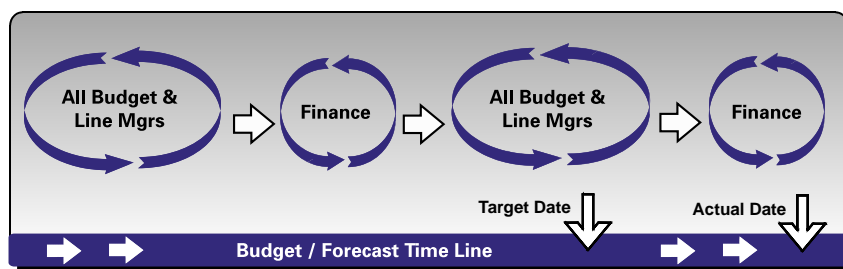 All Budget &
Line Mgrs
Finance
All Budget &
Line Mgrs
Finance
Target Date
Actual Date
Budget / Forecast Time Line